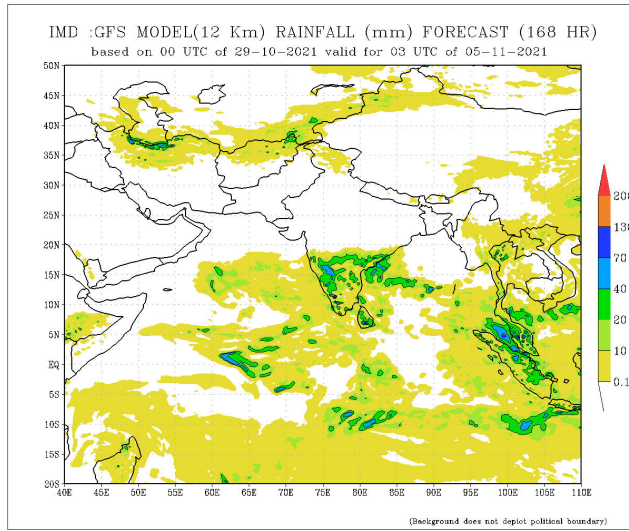 IMD :GFS MODEL(12 Km) RAINFALL (mm) FORECAST (168 HR)
based on 00 UTC of 29-10-2021 valid for 03 UTC of 05-11-2021
50N
45N
40N
35N
30N
25N
20N
15N
10N
5N
EQ
5S
10S
15S
20S
40E 45E 50E 55E 60E 65E 70E 75E 80E 85E 90E 95E 100E 105E 110E
200
130
70
40
20
10
0.1
(Background does not depict political boundary)